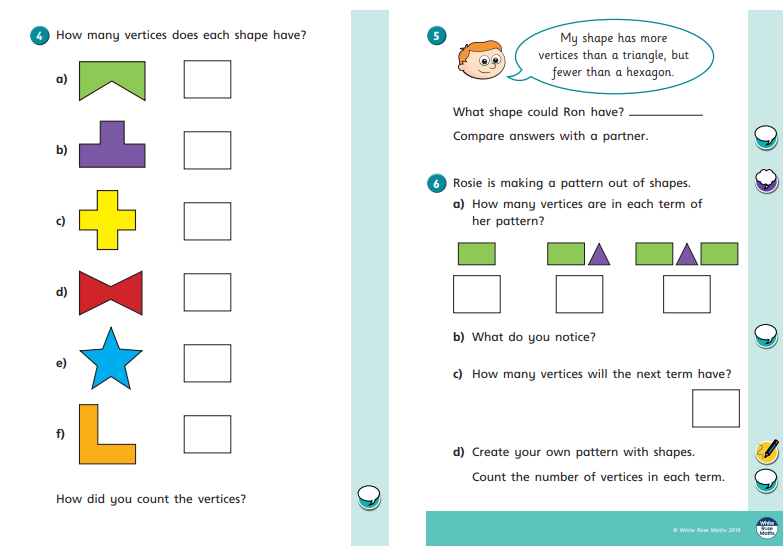 4 How many vertices does each shape have?
a)
b)
c)
d)
e)
f)
How did you count the vertices?
5
My shape has more
vertices than a triangle, but
fewer than a hexagon.
What shape could Ron have? __________
Compare answers with a partner.
6 Rosie is making a pattern out of shapes.
a) How many vertices are in each term of
her pattern?
b) What do you notice?
c) How many vertices will the next term have?
d) Create your own pattern with shapes.
Count the number of vertices in each term.
© White Rose Maths 2019
White
Rose
Maths